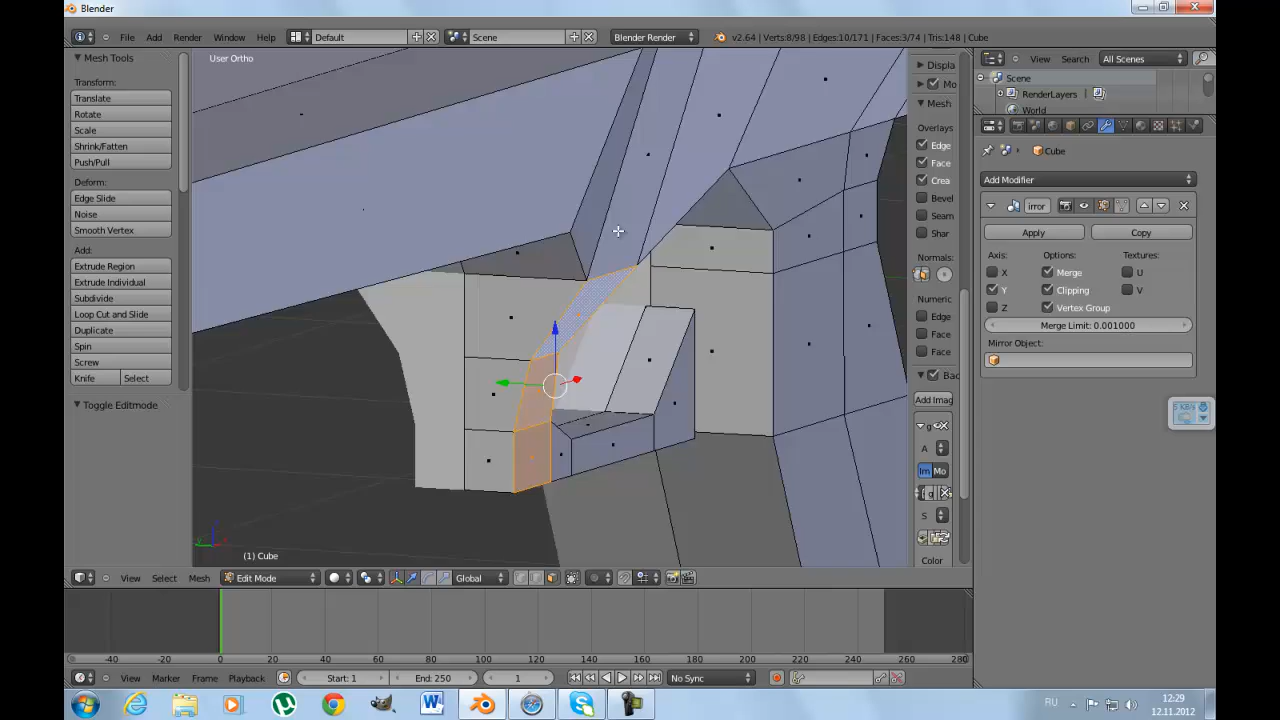 Blender
File Add Render Window Help Default Scene Blender Render v2.64 | Verts:8/98 | Edges:10/171 | Faces:3/74 | Tris:148 | Cube
Mesh Tools
Transform:
Translate
Rotate
Scale
Shrink/Fatten
Push/Pull
Deform:
Edge Slide
Noise
Smooth Vertex
Add:
Extrude Region
Extrude Individual
Subdivide
Loop Cut and Slide
Duplicate
Spin
Screw
Knife Select
Toggle Editmode
User Ortho
(1) Cube
Displa
Mo
Mesh
Overlays
Edge
Face
Crea
Bevel
Seam
Shar
Normals:
Numeric
Edge
Face
Face
Bac
Add Imag
A
Im Mo
S
Color
View Search All Scenes
Scene
RenderLayers
World
Cube
Add Modifier
irror
Apply Copy
Axis: Options: Textures:
X Merge U
Y Clipping V
Z Vertex Group
Merge Limit: 0.001000
Mirror Object:
View Select Mesh Edit Mode Global
-40 -20 0 20 40 60 80 100 120 140 160 180 200 220 240 260 280
View Marker Frame Playback Start: 1 End: 250 1 No Sync
RU 12:29
12.11.2012